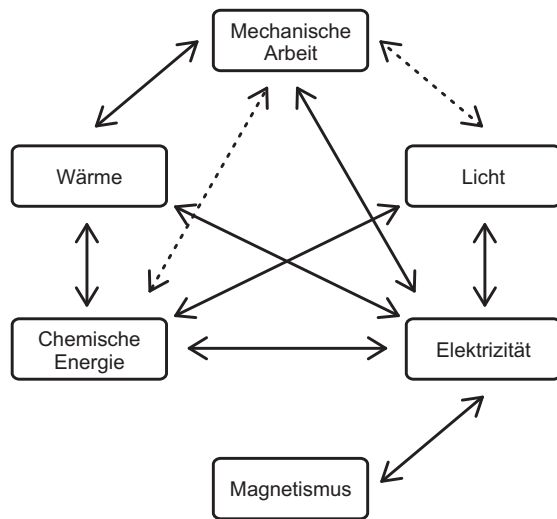 Mechanische
Arbeit
Wärme
Licht
Chemische
Energie
Elektrizität
Magnetismus